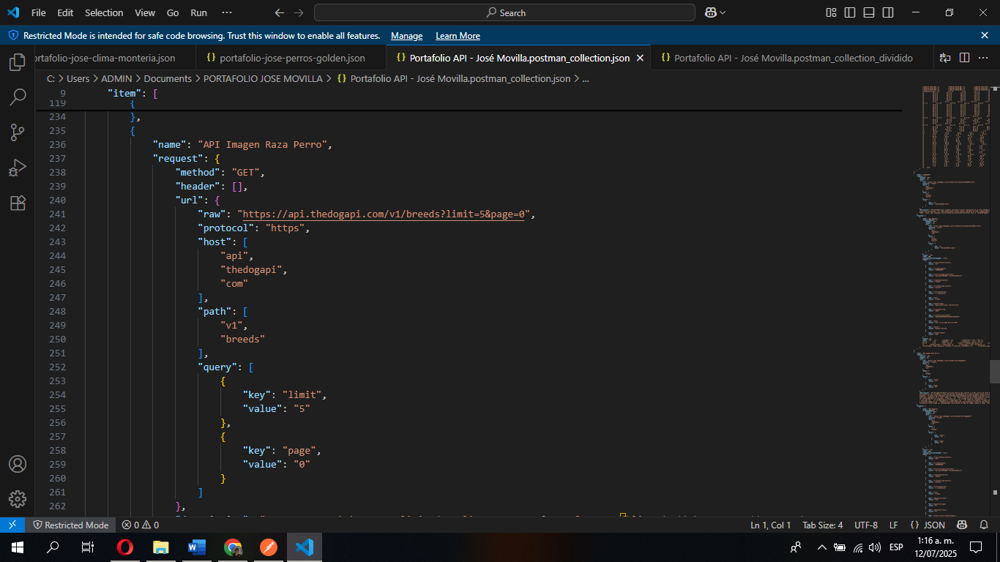 File Edit Selection View Go Run ··· Search
Restricted Mode is intended for safe code browsing. Trust this window to enable all features. Manage Learn More
ortafolio-jose-clima-monteria.json {} portafolio-jose-perros-golden.json {} Portafolio API - José Movilla.postman_collection.json {} Portafolio API - José Movilla.postman_collection_dividido
C: > Users > ADMIN > Documents > PORTAFOLIO JOSE MOVILLA > {} Portafolio API - José Movilla.postman_collection.json > ...
9 "item": [
119 {
234 },
235 {
236 "name": "API Imagen Raza Perro",
237 "request": {
238 "method": "GET",
239 "header": [],
240 "url": {
241 "raw": "https://api.thedogapi.com/v1/breeds?limit=5&page=0",
242 "protocol": "https",
243 "host": [
244 "api",
245 "thedogapi",
246 "com"
247 ],
248 "path": [
249 "v1",
250 "breeds"
251 ],
252 "query": [
253 {
254 "key": "limit",
255 "value": "5"
256 },
257 {
258 "key": "page",
259 "value": "0"
260 }
261 ]
262 },
Restricted Mode 0 0 Ln 1, Col 1 Tab Size: 4 UTF-8 LF {} JSON
ESP 1:16 a. m.
12/07/2025